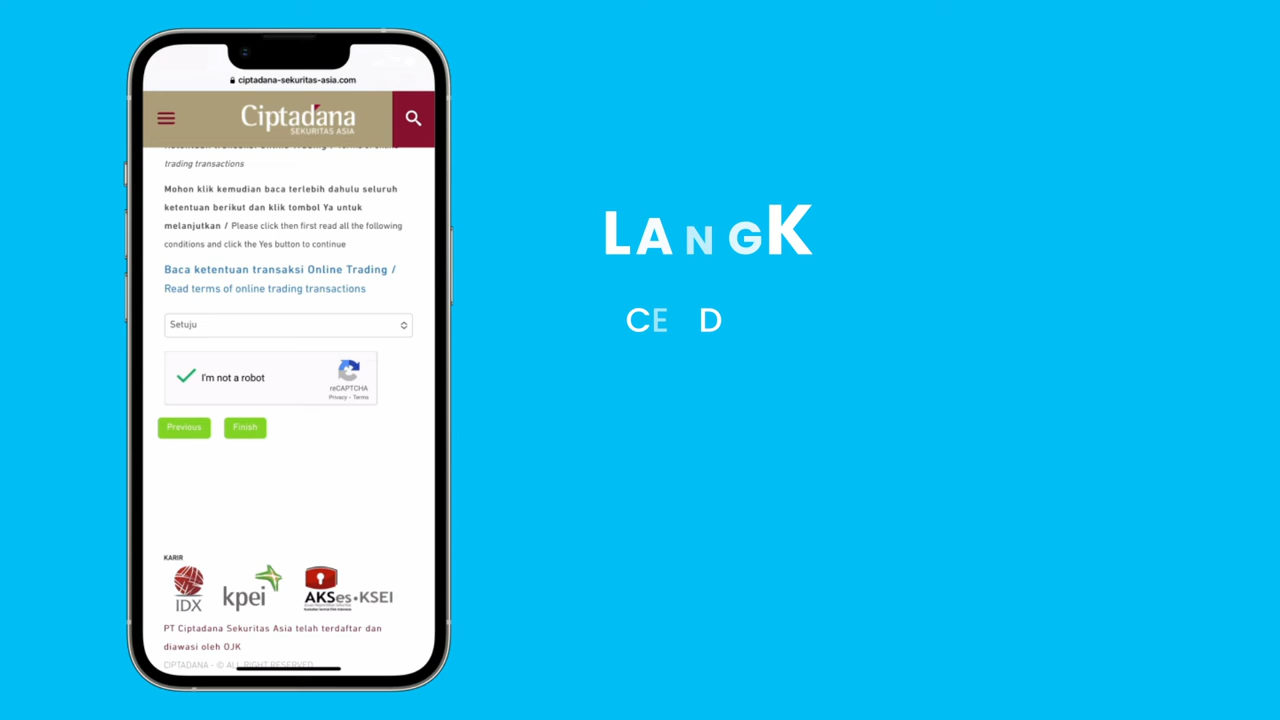 ciptadana-sekuritas-asia.com
Ciptadana
SEKURITAS ASIA
trading transactions
Mohon klik kemudian baca terlebih dahulu seluruh
ketentuan berikut dan klik tombol Ya untuk
melanjutkan / Please click then first read all the following
conditions and click the Yes button to continue
Baca ketentuan transaksi Online Trading /
Read terms of online trading transactions
Setuju
I'm not a robot
reCAPTCHA
Privacy - Terms
Previous
Finish
KARIR
IDX
kpei
AKSes•KSEI
PT Ciptadana Sekuritas Asia telah terdaftar dan
diawasi oleh OJK
CIPTADANA - © ALL RIGHT RESERVED
LANGK
CE D